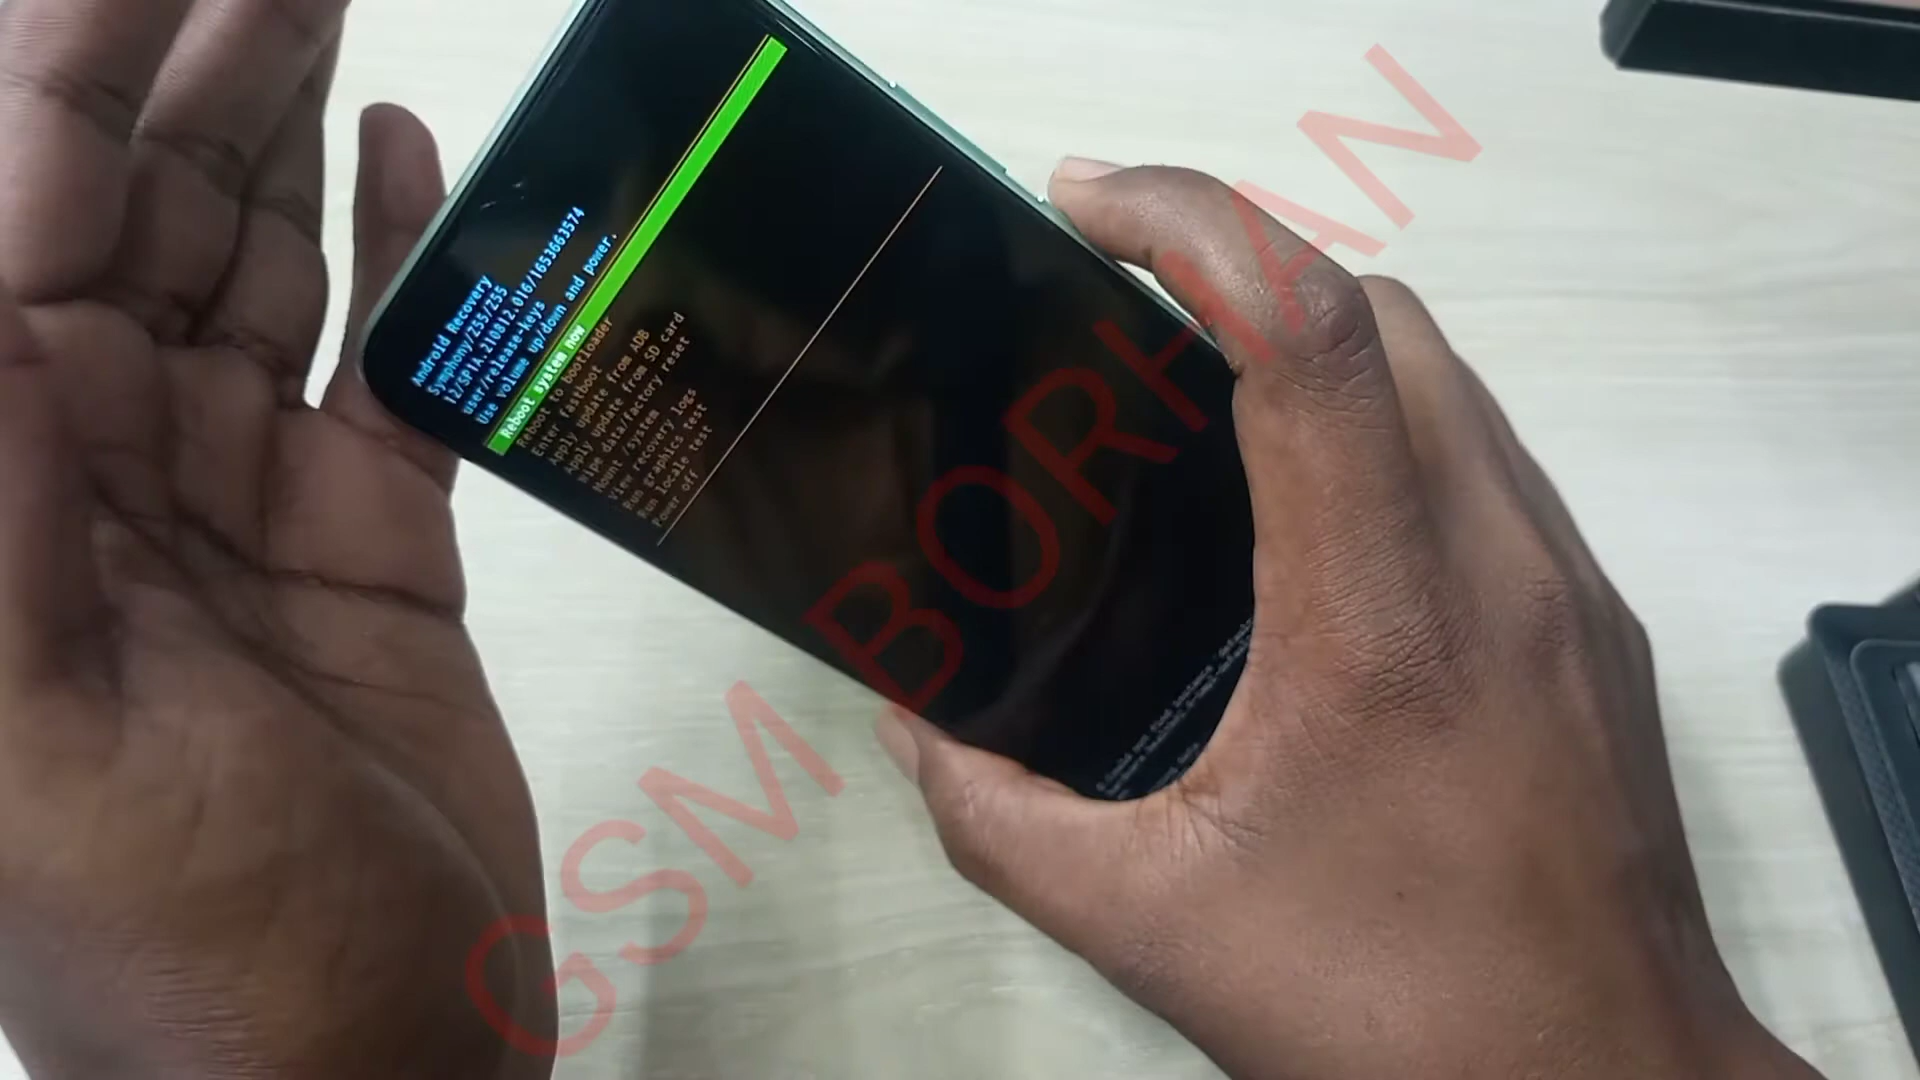 Android Recovery
Symphony/Z55/Z55
12/SP1A.210812.016/1653663574
user/release-keys
Use volume up/down and power.
Reboot system now
Reboot to bootloader
Enter fastboot
Apply update from ADB
Apply update from SD card
Wipe data/factory reset
Mount /system
View recovery logs
Run graphics test
Run locale test
Power off
GSM BORHAN